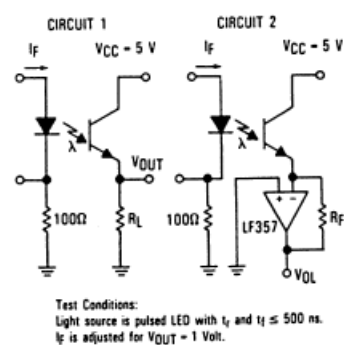 CIRCUIT 1
CIRCUIT 2
IF
VCC = 5 V
IF
VCC = 5 V
λ
λ
VOUT
100Ω
RL
100Ω
+ -
LF357
RF
VOL
Test Conditions:
Light source is pulsed LED with tr and tf ≤ 500 ns.
IF is adjusted for VOUT = 1 Volt.